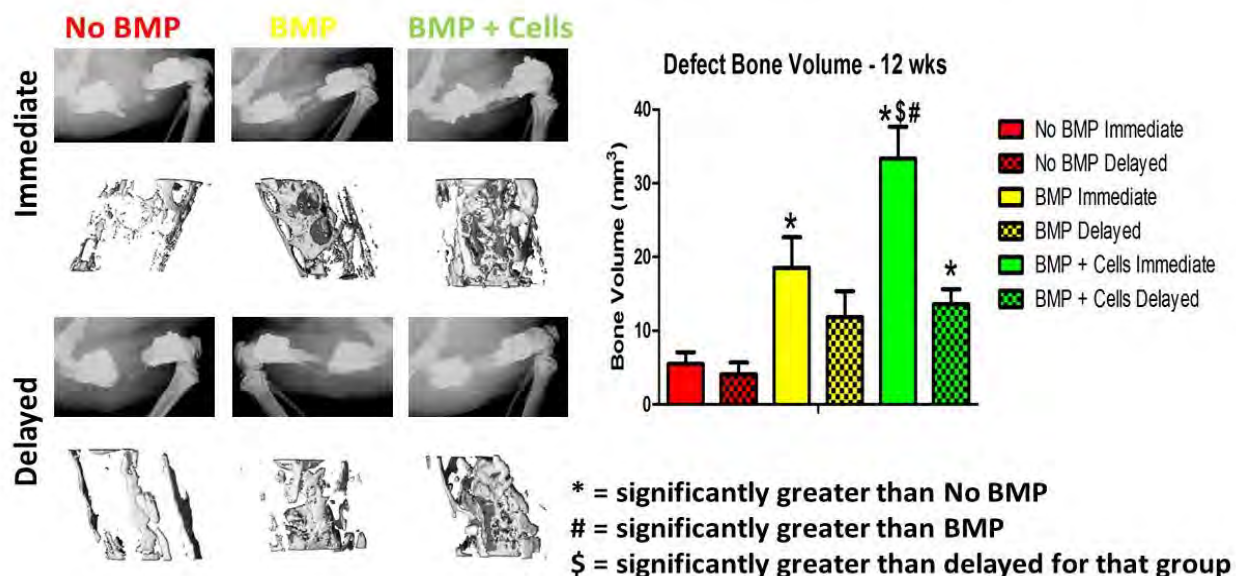 No BMP
BMP
BMP + Cells
Immediate
Delayed
Defect Bone Volume - 12 wks
Bone Volume (mm³)
40
30
20
10
0
*
*$#
*
No BMP Immediate
No BMP Delayed
BMP Immediate
BMP Delayed
BMP + Cells Immediate
BMP + Cells Delayed
* = significantly greater than No BMP
# = significantly greater than BMP
$ = significantly greater than delayed for that group